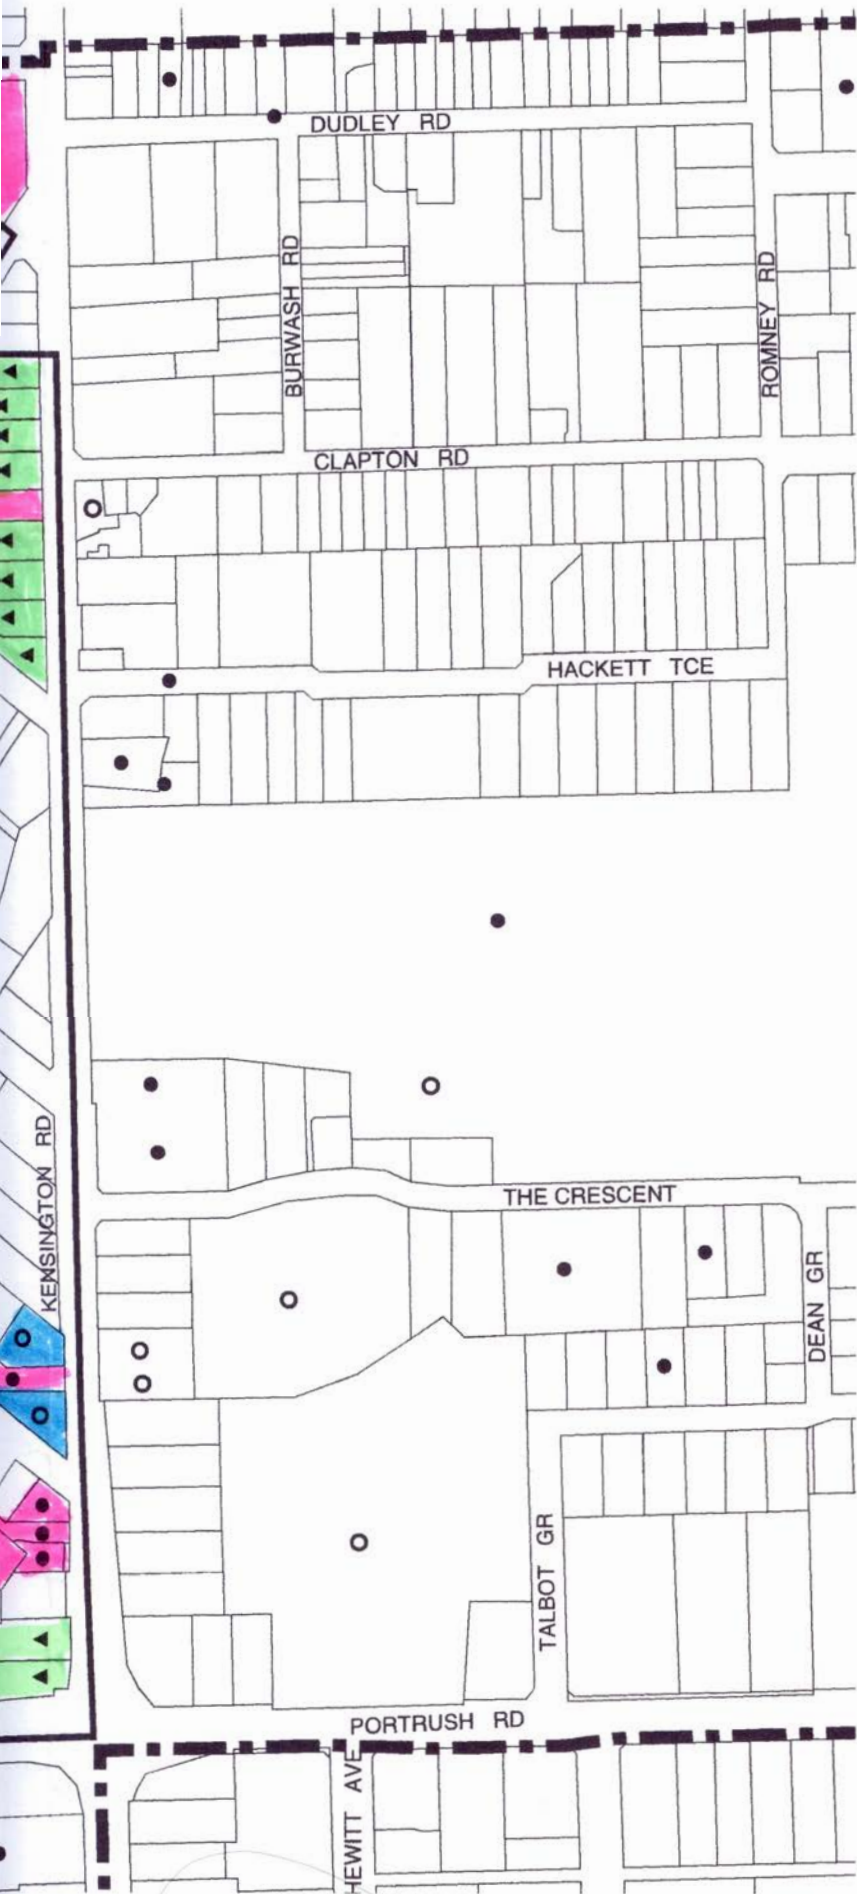 DUDLEY RD
BURWASH RD
ROMNEY RD
CLAPTON RD
HACKETT TCE
KENSINGTON RD
THE CRESCENT
DEAN GR
TALBOT GR
PORTRUSH RD
HEWITT AVE